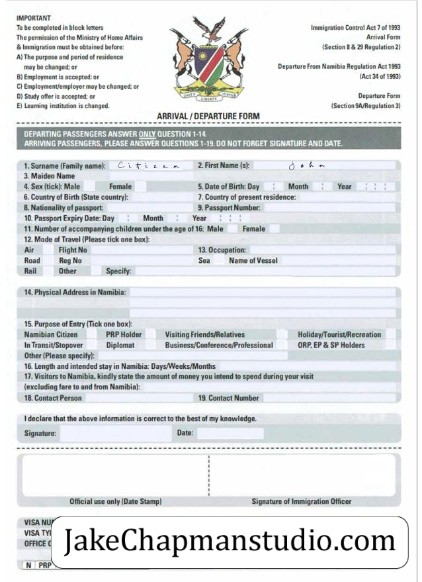 IMPORTANT
To be completed in block letters
The permission of the Ministry of Home Affairs
& Immigration must be obtained before:
A) The purpose and period of residence
may be changed; or
B) Employment is accepted; or
C) Employment/employer may be changed; or
D) Study offer is accepted; or
E) Learning institution is changed.
Immigration Control Act 7 of 1993
Arrival Form
(Section 8 & 29 Regulation 2)
Departure From Namibia Regulation Act 1993
(Act 34 of 1993)
Departure Form
(Section 9A/Regulation 3)
ARRIVAL / DEPARTURE FORM
DEPARTING PASSENGERS ANSWER ONLY QUESTION 1-14.
ARRIVING PASSENGERS, PLEASE ANSWER QUESTIONS 1-19. DO NOT FORGET SIGNATURE AND DATE.
1. Surname (Family name): Citizen 2. First Name (s): John
3. Maiden Name
4. Sex (tick): Male Female 5. Date of Birth: Day Month Year
6. Country of Birth (State country): 7. Country of present residence:
8. Nationality of passport: 9. Passport Number:
10. Passport Expiry Date: Day Month Year
11. Number of accompanying children under the age of 16: Male Female
12. Mode of Travel (Please tick one box):
Air Flight No 13. Occupation:
Road Reg No Sea Name of Vessel
Rail Other Specify:
14. Physical Address in Namibia:
15. Purpose of Entry (Tick one box):
Namibian Citizen PRP Holder Visiting Friends/Relatives Holiday/Tourist/Recreation
In Transit/Stopover Diplomat Business/Conference/Professional ORP, EP & SP Holders
Other (Please specify):
16. Length and intended stay in Namibia: Days/Weeks/Months
17. Visitors to Namibia, kindly state the amount of money you intend to spend during your visit
(excluding fare to and from Namibia):
18. Contact Person 19. Contact Number
I declare that the above information is correct to the best of my knowledge.
Signature: Date:
Official use only (Date Stamp) Signature of Immigration Officer
VISA
VISA
OFFICE
JakeChapmanstudio.com
N PRP